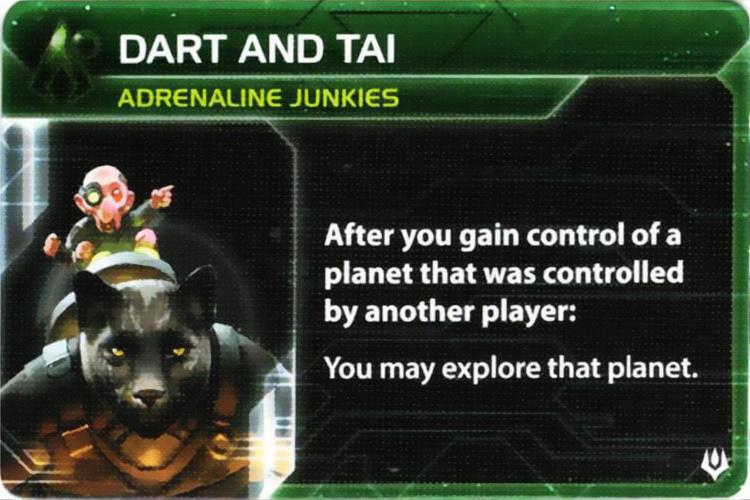 DART AND TAI
ADRENALINE JUNKIES
After you gain control of a
planet that was controlled
by another player:
You may explore that planet.